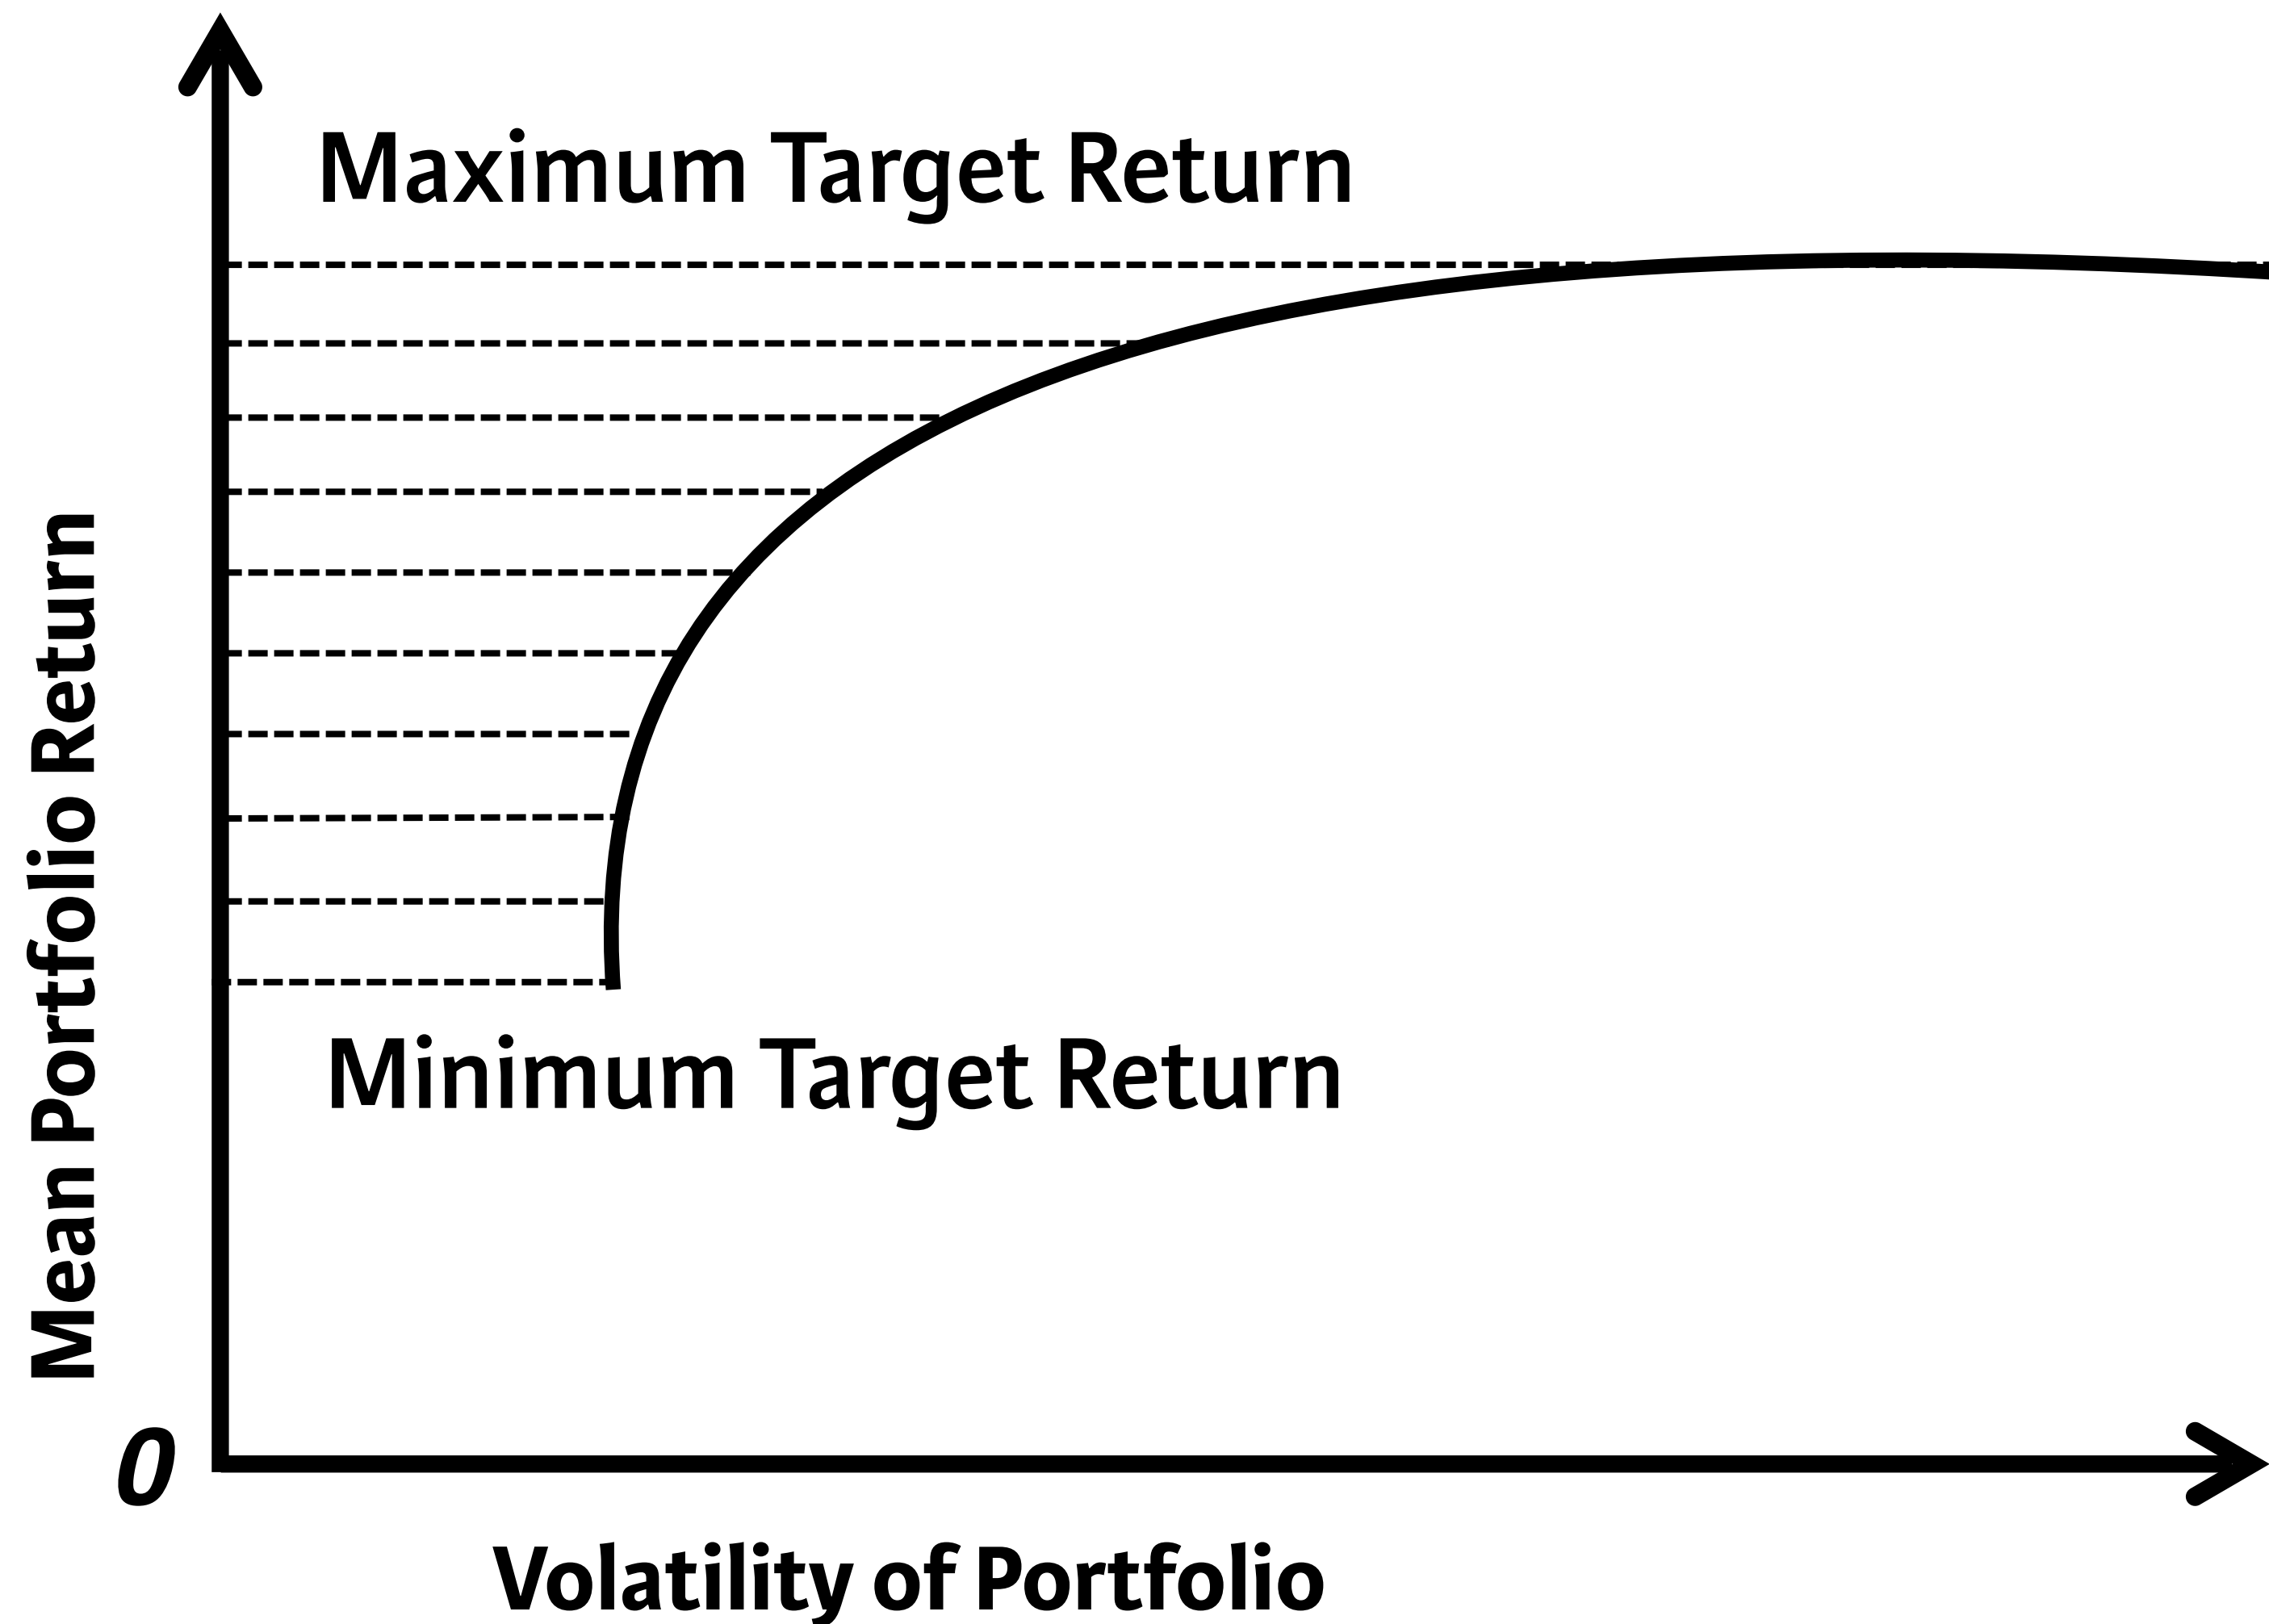 Maximum Target Return
Mean Portfolio Return
Minimum Target Return
0
Volatility of Portfolio